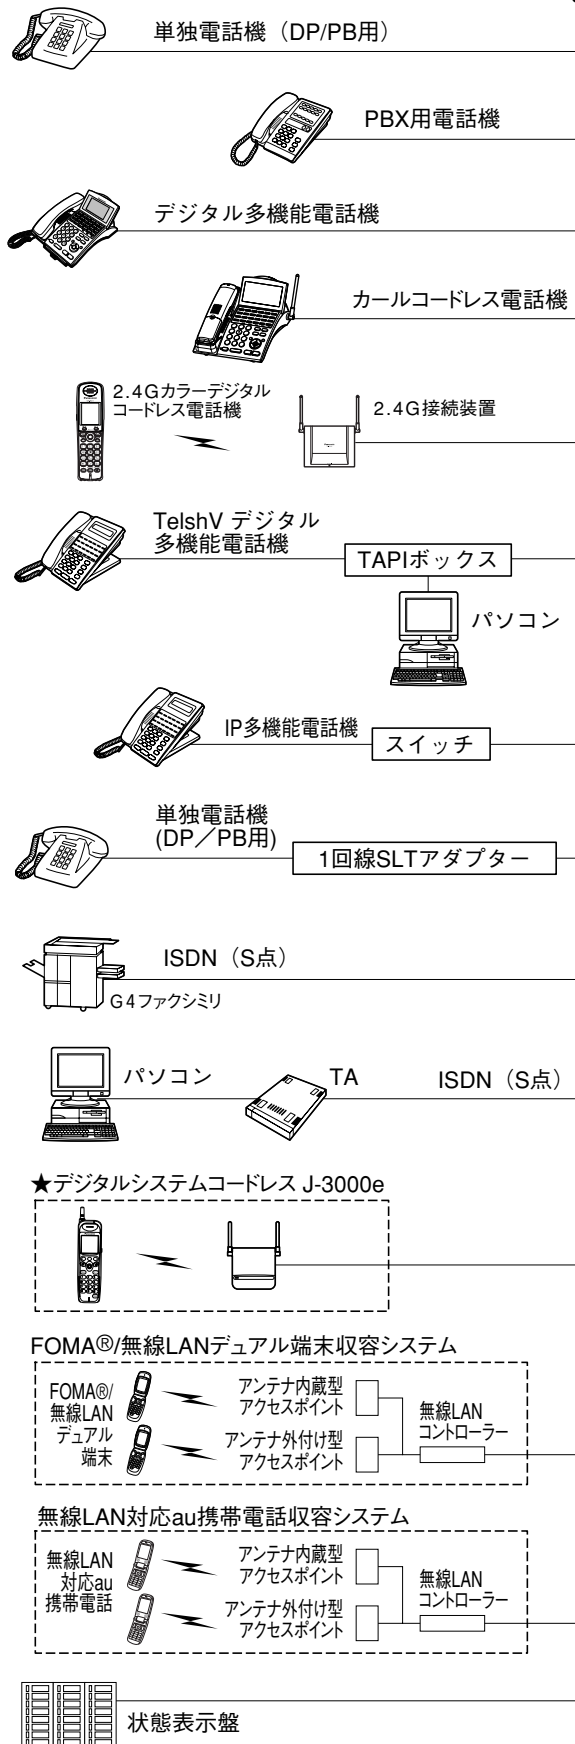 単独電話機（DP/PB用）
PBX用電話機
デジタル多機能電話機
カールコードレス電話機
2.4Gカラーデジタル
コードレス電話機
2.4G接続装置
TelshV デジタル
多機能電話機
TAPIボックス
パソコン
IP多機能電話機
スイッチ
単独電話機
(DP／PB用)
1回線SLTアダプター
ISDN（S点）
G4ファクシミリ
パソコン
TA
ISDN（S点）
★デジタルシステムコードレス J-3000e
FOMA®/無線LANデュアル端末収容システム
FOMA®/
無線LAN
デュアル
端末
アンテナ内蔵型
アクセスポイント
アンテナ外付け型
アクセスポイント
無線LAN
コントローラー
無線LAN対応au携帯電話収容システム
無線LAN
対応au
携帯電話
アンテナ内蔵型
アクセスポイント
アンテナ外付け型
アクセスポイント
無線LAN
コントローラー
状態表示盤